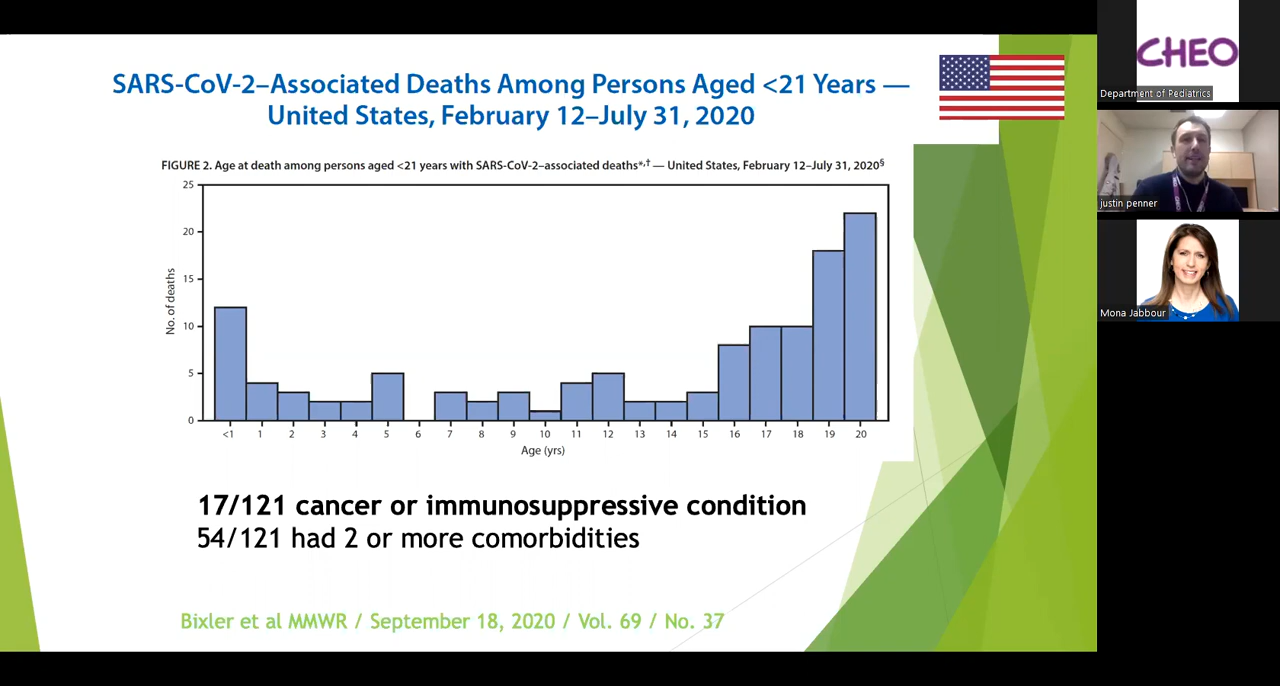 SARS-CoV-2–Associated Deaths Among Persons Aged <21 Years —
United States, February 12–July 31, 2020
FIGURE 2. Age at death among persons aged <21 years with SARS-CoV-2–associated deaths*,† — United States, February 12–July 31, 2020§
25
20
15
10
5
0
No. of deaths
<1 1 2 3 4 5 6 7 8 9 10 11 12 13 14 15 16 17 18 19 20
Age (yrs)
17/121 cancer or immunosuppressive condition
54/121 had 2 or more comorbidities
Bixler et al MMWR / September 18, 2020 / Vol. 69 / No. 37
CHEO
Department of Pediatrics
justin penner
Mona Jabbour